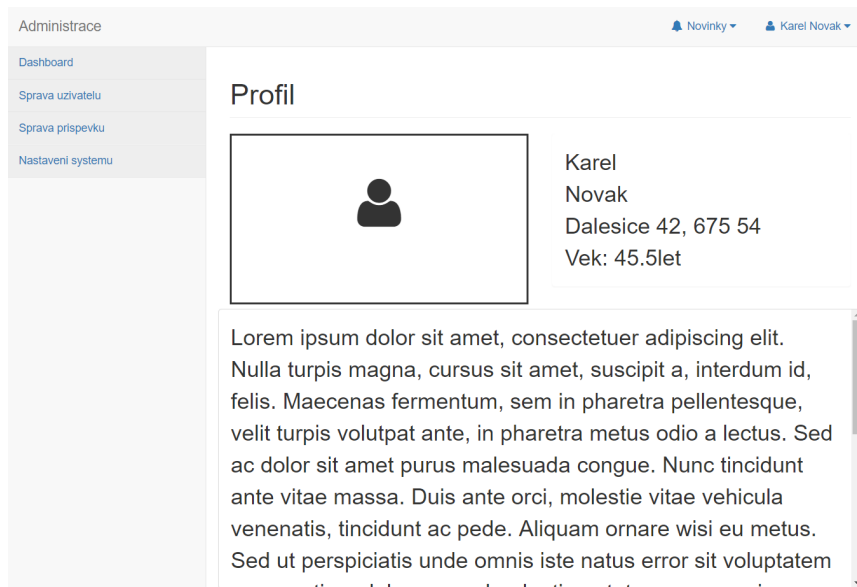 Administrace
Novinky
Karel Novak
Dashboard
Sprava uzivatelu
Sprava prispevku
Nastaveni systemu
Profil
Karel
Novak
Dalesice 42, 675 54
Vek: 45.5let
Lorem ipsum dolor sit amet, consectetuer adipiscing elit.
Nulla turpis magna, cursus sit amet, suscipit a, interdum id,
felis. Maecenas fermentum, sem in pharetra pellentesque,
velit turpis volutpat ante, in pharetra metus odio a lectus. Sed
ac dolor sit amet purus malesuada congue. Nunc tincidunt
ante vitae massa. Duis ante orci, molestie vitae vehicula
venenatis, tincidunt ac pede. Aliquam ornare wisi eu metus.
Sed ut perspiciatis unde omnis iste natus error sit voluptatem